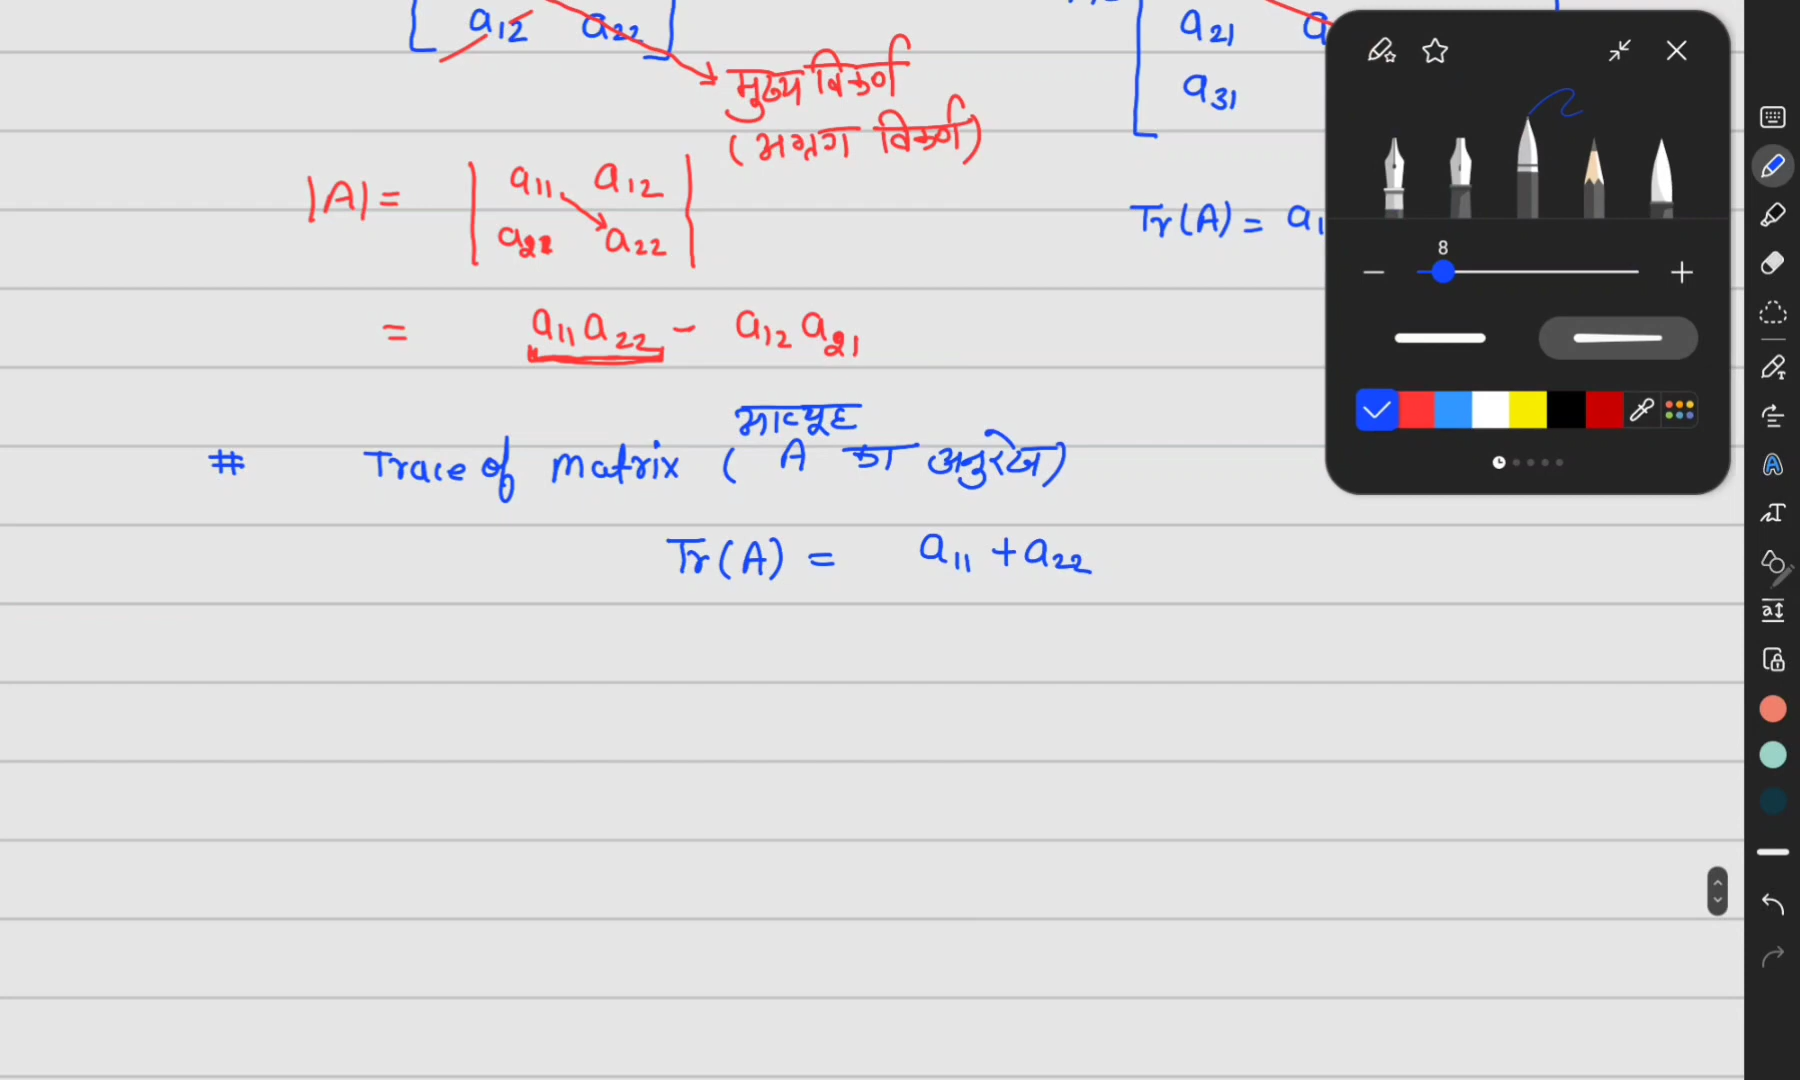 a12 a22
a21 a
a31
मुख्य विकर्ण
( अग्रग विकर्ण)
|A| = | a11 a12
a22 |
Tr(A) = a1
8
= a11 a22 - a12 a21
आव्यूह
# Trace of matrix ( A का अनुरेख)
Tr(A) = a11 + a22